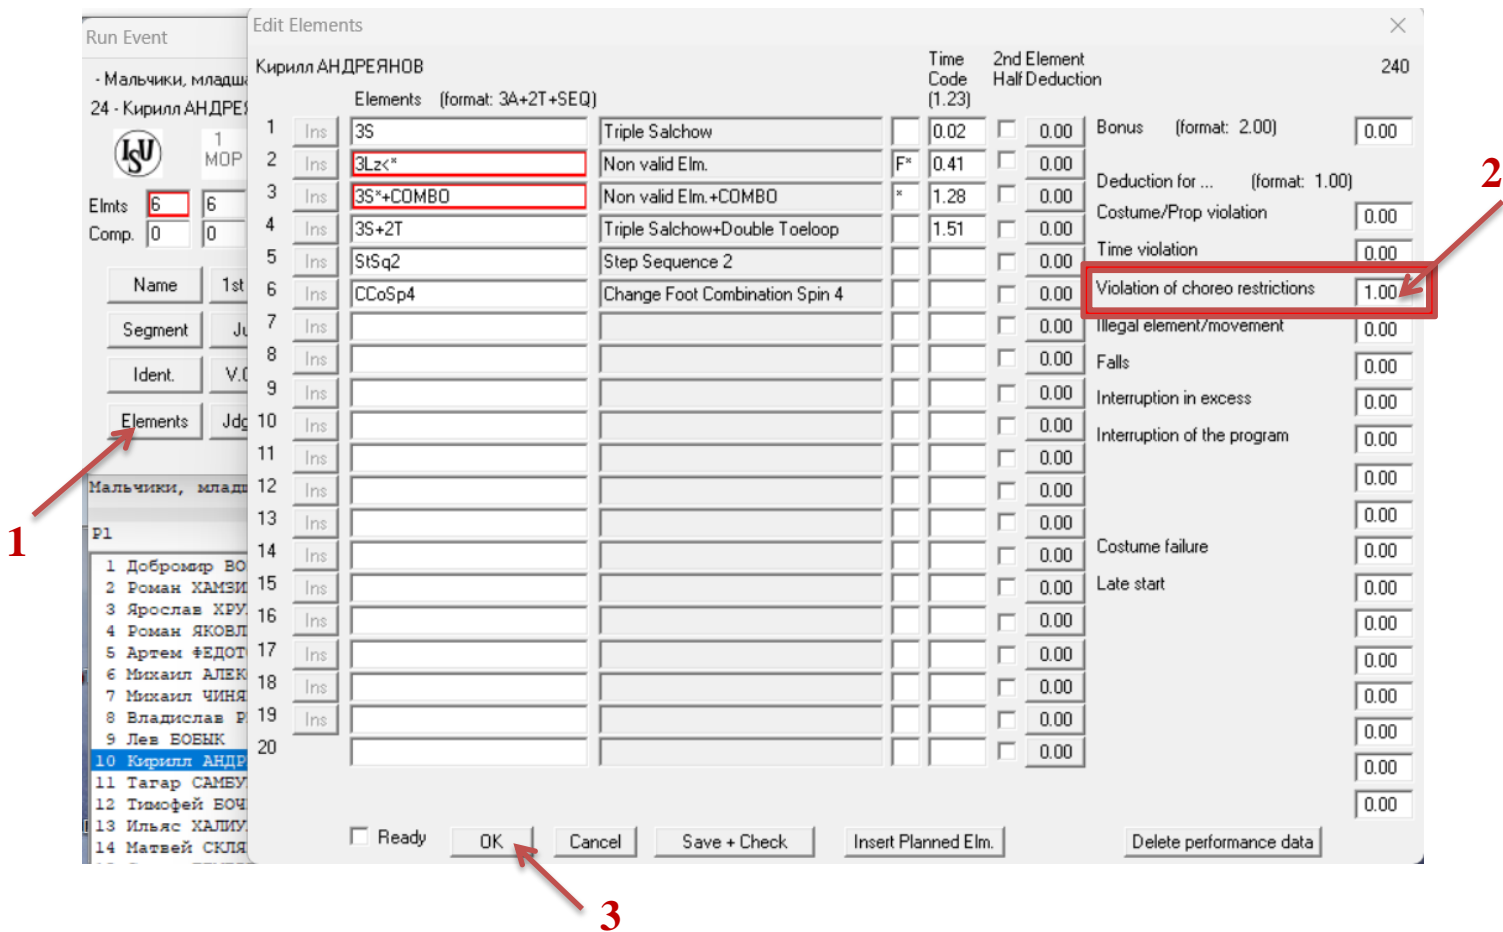 Run Event
Edit Elements
- Мальчики, младш
24 - Кирилл АНДРЕЯ
ISU
1
МОР
Elmts 6 6
Comp. 0 0
Name 1st
Segment Ju
Ident. V.C
Elements Jdg
Мальчики, младш
P1
1 Добромир ВО
2 Роман ХАМЗИ
3 Ярослав ХРУ
4 Роман ЯКОВЛ
5 Артем ФЕДОТ
6 Михаил АЛЕК
7 Михаил ЧИНЯ
8 Владислав Р
9 Лев БОБЫК
10 Кирилл АНДР
11 Тагар САМБУ
12 Тимофей БОЧ
13 Ильяс ХАЛИУ
14 Матвей СКЛЯ
Кирилл АНДРЕЯНОВ
Elements (format: 3A+2T+SEQ)
Time Code (1.23)
2nd Half
Element Deduction
240
1 Ins 3S Triple Salchow 0.02 0.00
2 Ins 3Lz<* Non valid Elm. F* 0.41 0.00
3 Ins 3S*+COMBO Non valid Elm.+COMBO * 1.28 0.00
4 Ins 3S+2T Triple Salchow+Double Toeloop 1.51 0.00
5 Ins StSq2 Step Sequence 2 0.00
6 Ins CCoSp4 Change Foot Combination Spin 4 0.00
7 Ins 0.00
8 Ins 0.00
9 Ins 0.00
10 Ins 0.00
11 Ins 0.00
12 Ins 0.00
13 Ins 0.00
14 Ins 0.00
15 Ins 0.00
16 Ins 0.00
17 Ins 0.00
18 Ins 0.00
19 Ins 0.00
20 0.00
Bonus (format: 2.00) 0.00
Deduction for ... (format: 1.00)
Costume/Prop violation 0.00
Time violation 0.00
Violation of choreo restrictions 1.00
Illegal element/movement 0.00
Falls 0.00
Interruption in excess 0.00
Interruption of the program 0.00
0.00
0.00
Costume failure 0.00
Late start 0.00
0.00
0.00
0.00
0.00
0.00
0.00
Ready OK Cancel Save + Check Insert Planned Elm. Delete performance data
1
2
3